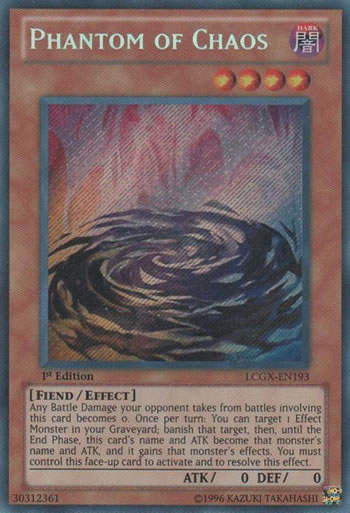 PHANTOM OF CHAOS
DARK
闇
1st Edition
LCGX-EN193
[FIEND / EFFECT]
Any Battle Damage your opponent takes from battles involving
this card becomes 0. Once per turn: You can target 1 Effect
Monster in your Graveyard; banish that target, then, until the
End Phase, this card's name and ATK become that monster's
name and ATK, and it gains that monster's effects. You must
control this face-up card to activate and to resolve this effect.
ATK / 0 DEF / 0
30312361
©1996 KAZUKI TAKAHASHI